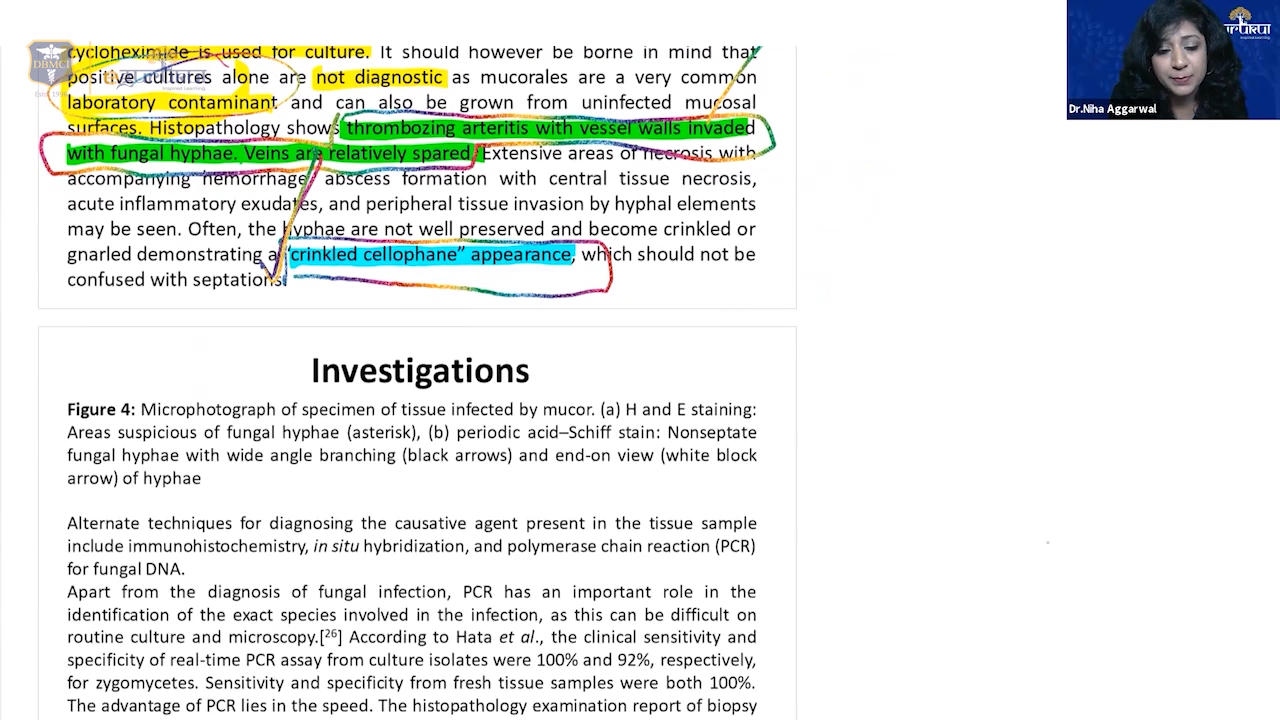 cycloheximide is used for culture. It should however be borne in mind that
positive cultures alone are not diagnostic as mucorales are a very common
laboratory contaminant and can also be grown from uninfected mucosal
surfaces. Histopathology shows thrombozing arteritis with vessel walls invaded
with fungal hyphae. Veins are relatively spared. Extensive areas of necrosis with
accompanying hemorrhage, abscess formation with central tissue necrosis,
acute inflammatory exudates, and peripheral tissue invasion by hyphal elements
may be seen. Often, the hyphae are not well preserved and become crinkled or
gnarled demonstrating a "crinkled cellophane" appearance, which should not be
confused with septations.
Investigations
Figure 4: Microphotograph of specimen of tissue infected by mucor. (a) H and E staining:
Areas suspicious of fungal hyphae (asterisk), (b) periodic acid–Schiff stain: Nonseptate
fungal hyphae with wide angle branching (black arrows) and end-on view (white block
arrow) of hyphae
Alternate techniques for diagnosing the causative agent present in the tissue sample
include immunohistochemistry, in situ hybridization, and polymerase chain reaction (PCR)
for fungal DNA.
Apart from the diagnosis of fungal infection, PCR has an important role in the
identification of the exact species involved in the infection, as this can be difficult on
routine culture and microscopy.[26] According to Hata et al., the clinical sensitivity and
specificity of real-time PCR assay from culture isolates were 100% and 92%, respectively,
for zygomycetes. Sensitivity and specificity from fresh tissue samples were both 100%.
The advantage of PCR lies in the speed. The histopathology examination report of biopsy
DBMCI
Dr.Niha Aggarwal